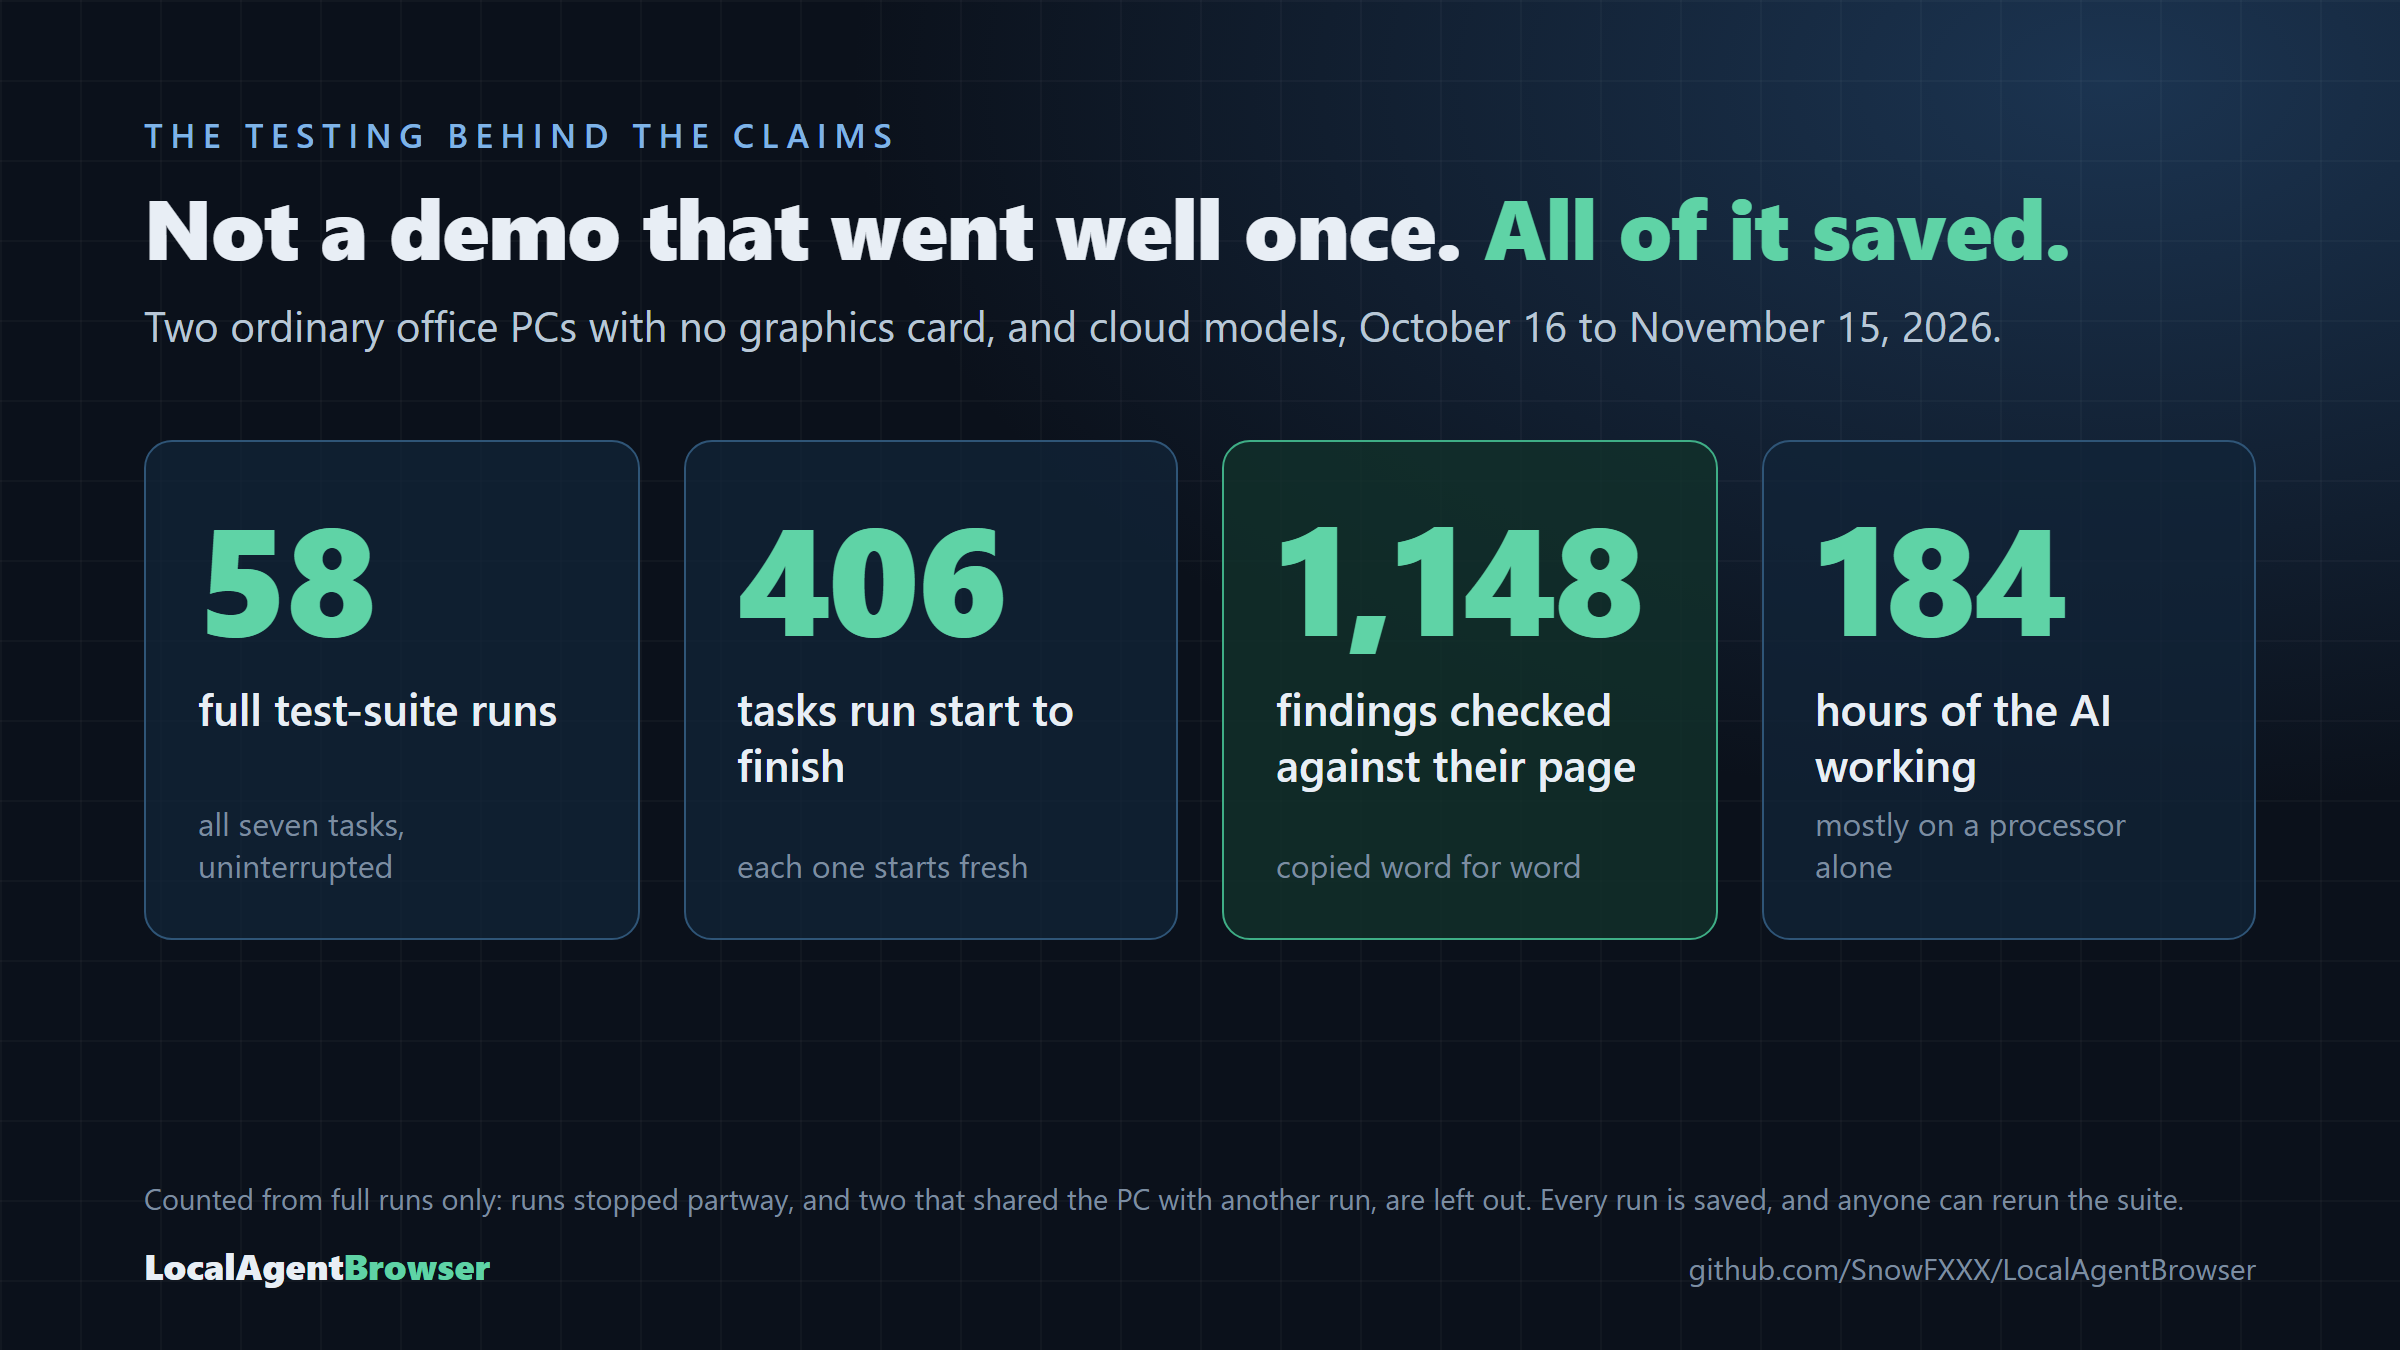 THE TESTING BEHIND THE CLAIMS
Not a demo that went well once. All of it saved.
Two ordinary office PCs with no graphics card, and cloud models, October 16 to November 15, 2026.
58
full test-suite runs
all seven tasks,
uninterrupted
406
tasks run start to
finish
each one starts fresh
1,148
findings checked
against their page
copied word for word
184
hours of the AI
working
mostly on a processor
alone
Counted from full runs only: runs stopped partway, and two that shared the PC with another run, are left out. Every run is saved, and anyone can rerun the suite.
LocalAgentBrowser
github.com/SnowFXXX/LocalAgentBrowser